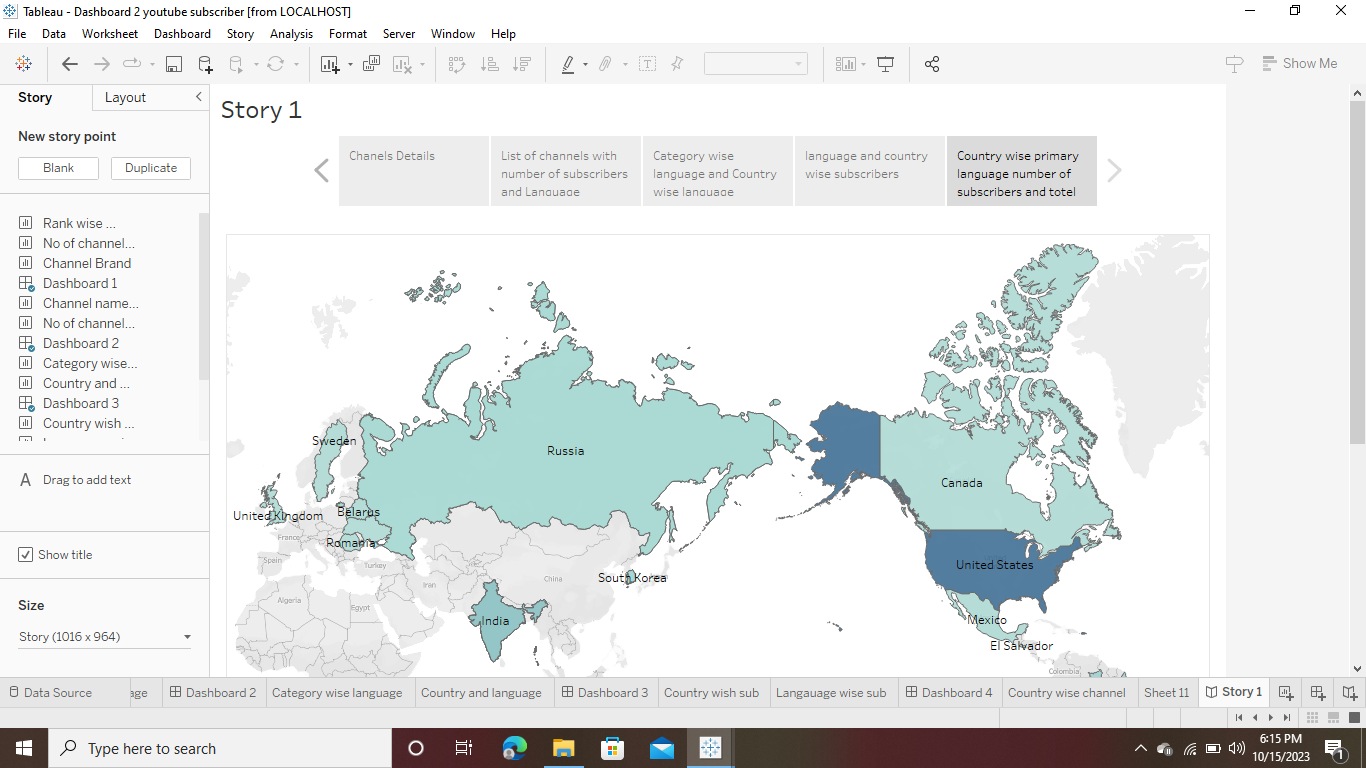 Tableau - Dashboard 2 youtube subscriber [from LOCALHOST]
File Data Worksheet Dashboard Story Analysis Format Server Window Help
Show Me
Story Layout
New story point
Blank Duplicate
Rank wise ...
No of channel...
Channel Brand
Dashboard 1
Channel name...
No of channel...
Dashboard 2
Category wise...
Country and ...
Dashboard 3
Country wish ...
A Drag to add text
Show title
Size
Story (1016 x 964)
Story 1
Chanels Details
List of channels with
number of subscribers
and Language
Category wise
language and Country
wise language
language and country
wise subscribers
Country wise primary
language number of
subscribers and totel
Sweden
Russia
Canada
United Kingdom
Belarus
France
Romania
Spain
Turkey
United States
South Korea
China
Iran
Algeria
Egypt
India
Mexico
El Salvador
Colombia
Data Source age Dashboard 2 Category wise language Country and language Dashboard 3 Country wish sub Langauage wise sub Dashboard 4 Country wise channel Sheet 11 Story 1
Type here to search
6:15 PM
10/15/2023
1